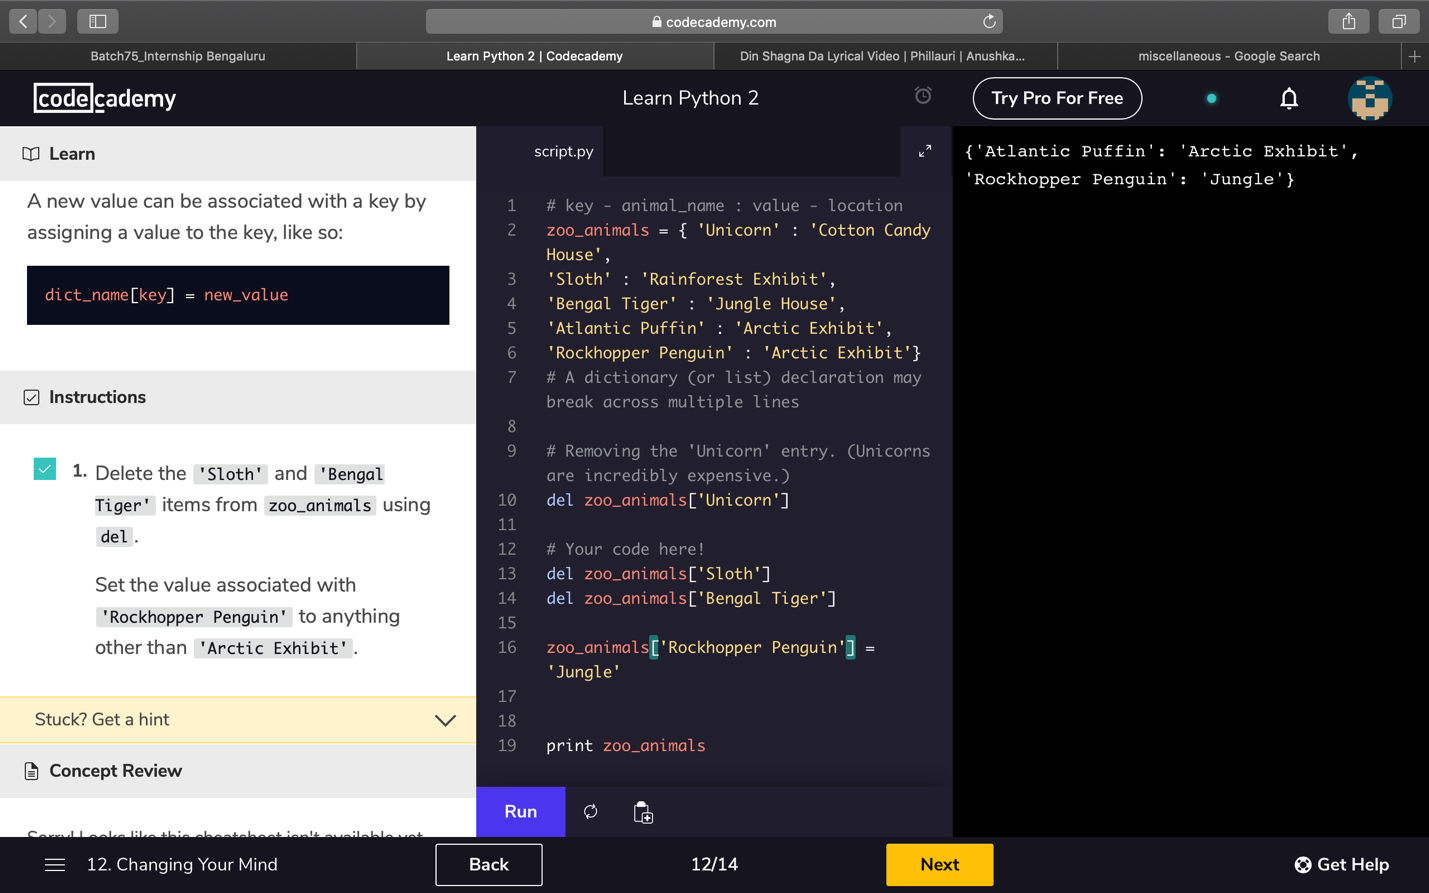 codecademy.com
Batch75_Internship Bengaluru
Learn Python 2 | Codecademy
Din Shagna Da Lyrical Video | Phillauri | Anushka...
miscellaneous - Google Search
codecademy
Learn Python 2
Try Pro For Free
Learn
A new value can be associated with a key by
assigning a value to the key, like so:
dict_name[key] = new_value
Instructions
1. Delete the 'Sloth' and 'Bengal
Tiger' items from zoo_animals using
del.
Set the value associated with
'Rockhopper Penguin' to anything
other than 'Arctic Exhibit'.
Stuck? Get a hint
Concept Review
Sorry! Looks like this cheatsheet isn't available yet
script.py
1 # key - animal_name : value - location
2 zoo_animals = { 'Unicorn' : 'Cotton Candy
House',
3 'Sloth' : 'Rainforest Exhibit',
4 'Bengal Tiger' : 'Jungle House',
5 'Atlantic Puffin' : 'Arctic Exhibit',
6 'Rockhopper Penguin' : 'Arctic Exhibit'}
7 # A dictionary (or list) declaration may
break across multiple lines
8
9 # Removing the 'Unicorn' entry. (Unicorns
are incredibly expensive.)
10 del zoo_animals['Unicorn']
11
12 # Your code here!
13 del zoo_animals['Sloth']
14 del zoo_animals['Bengal Tiger']
15
16 zoo_animals['Rockhopper Penguin'] =
'Jungle'
17
18
19 print zoo_animals
Run
{'Atlantic Puffin': 'Arctic Exhibit',
'Rockhopper Penguin': 'Jungle'}
12. Changing Your Mind
Back
12/14
Next
Get Help